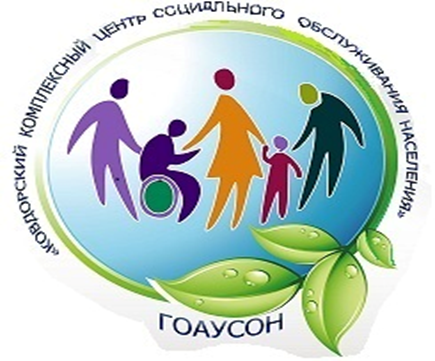 «КОВДОРСКИЙ КОМПЛЕКСНЫЙ ЦЕНТР СОЦИАЛЬНОГО ОБСЛУЖИВАНИЯ НАСЕЛЕНИЯ»
ГОАУСОН